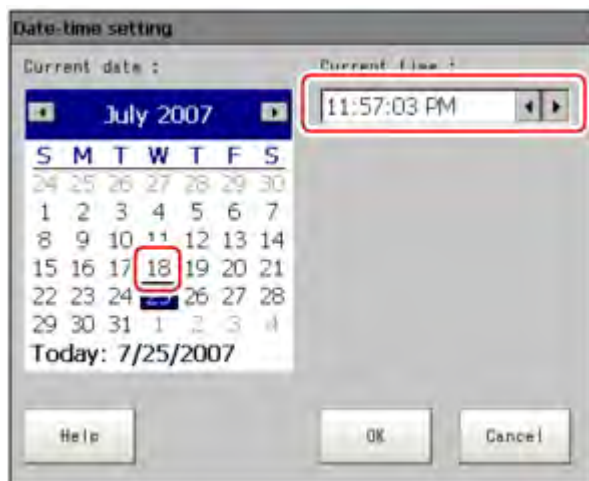 Date-time setting
Current date :
Current time :
July 2007
11:57:03 PM
S M T W T F S
24 25 26 27 28 29 30
1 2 3 4 5 6 7
8 9 10 11 12 13 14
15 16 17 18 19 20 21
22 23 24 25 26 27 28
29 30 31 1 2 3 4
Today: 7/25/2007
Help
OK
Cancel